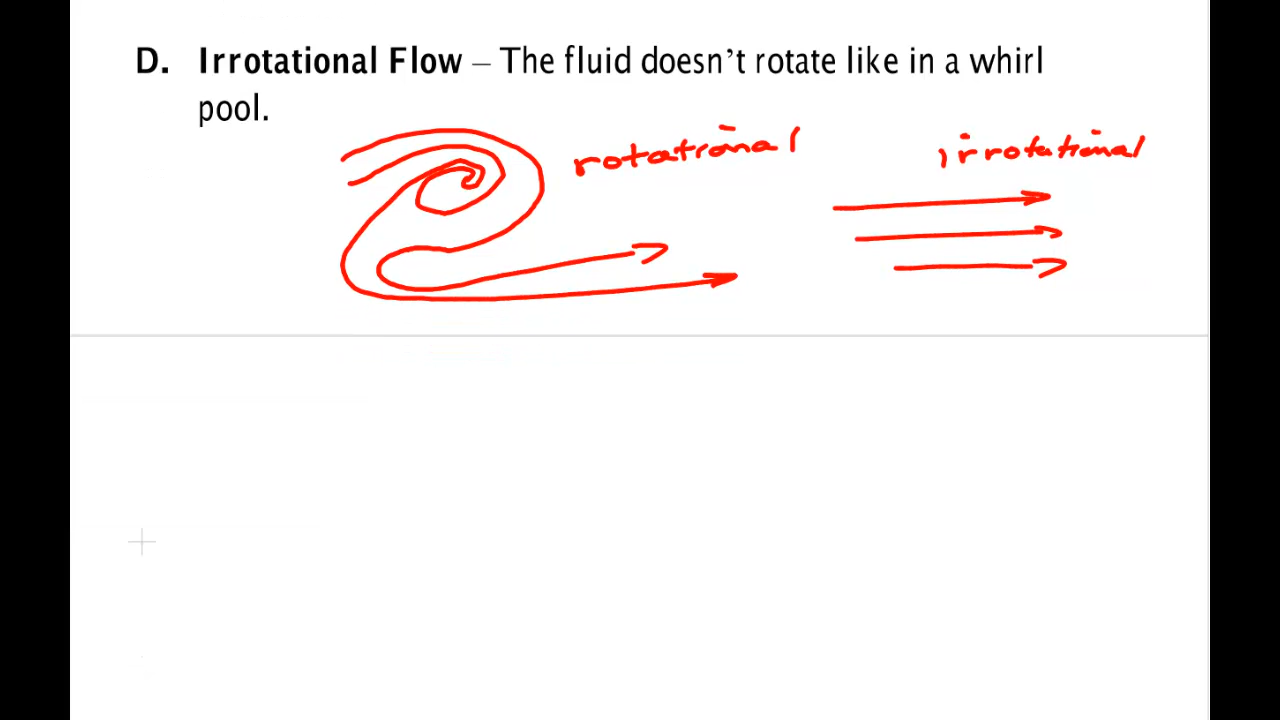 D. Irrotational Flow – The fluid doesn't rotate like in a whirl
pool.
rotational
irrotational